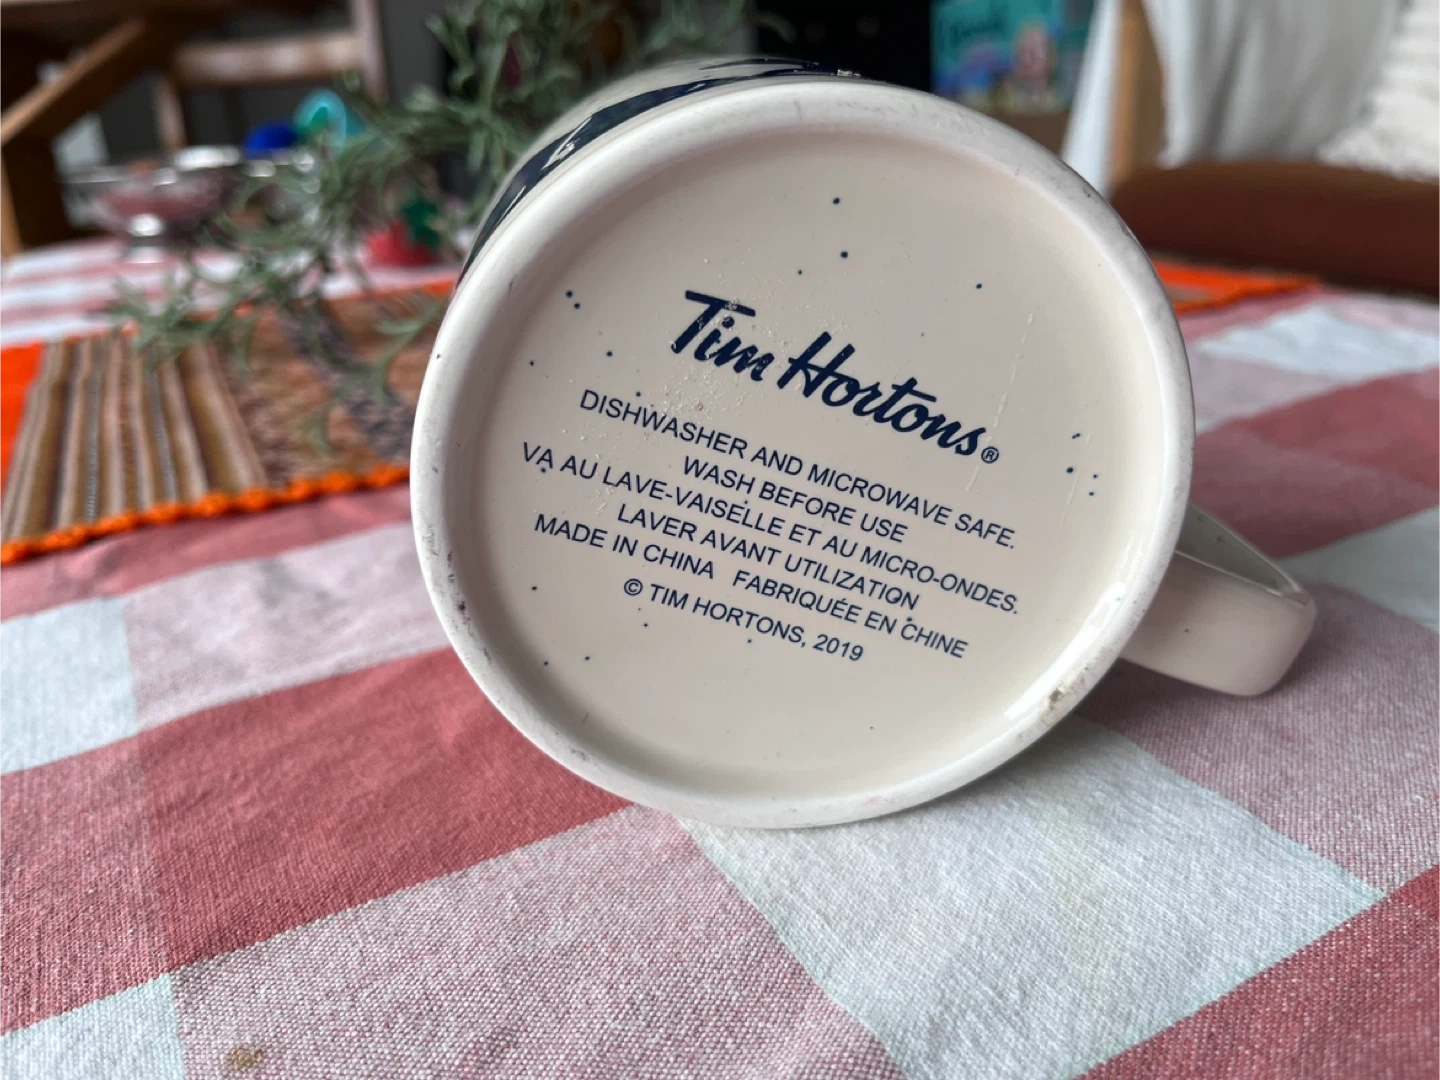 Tim Hortons®
DISHWASHER AND MICROWAVE SAFE.
WASH BEFORE USE
VA AU LAVE-VAISELLE ET AU MICRO-ONDES.
LAVER AVANT UTILIZATION
MADE IN CHINA FABRIQUÉE EN CHINE
© TIM HORTONS, 2019